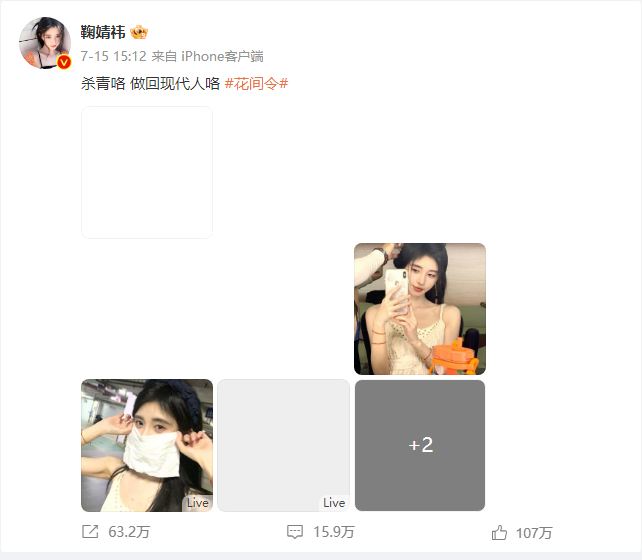 鞠婧祎
7-15 15:12 来自 iPhone客户端
杀青咯 做回现代人咯 #花间令#
+2
Live
Live
63.2万
15.9万
107万